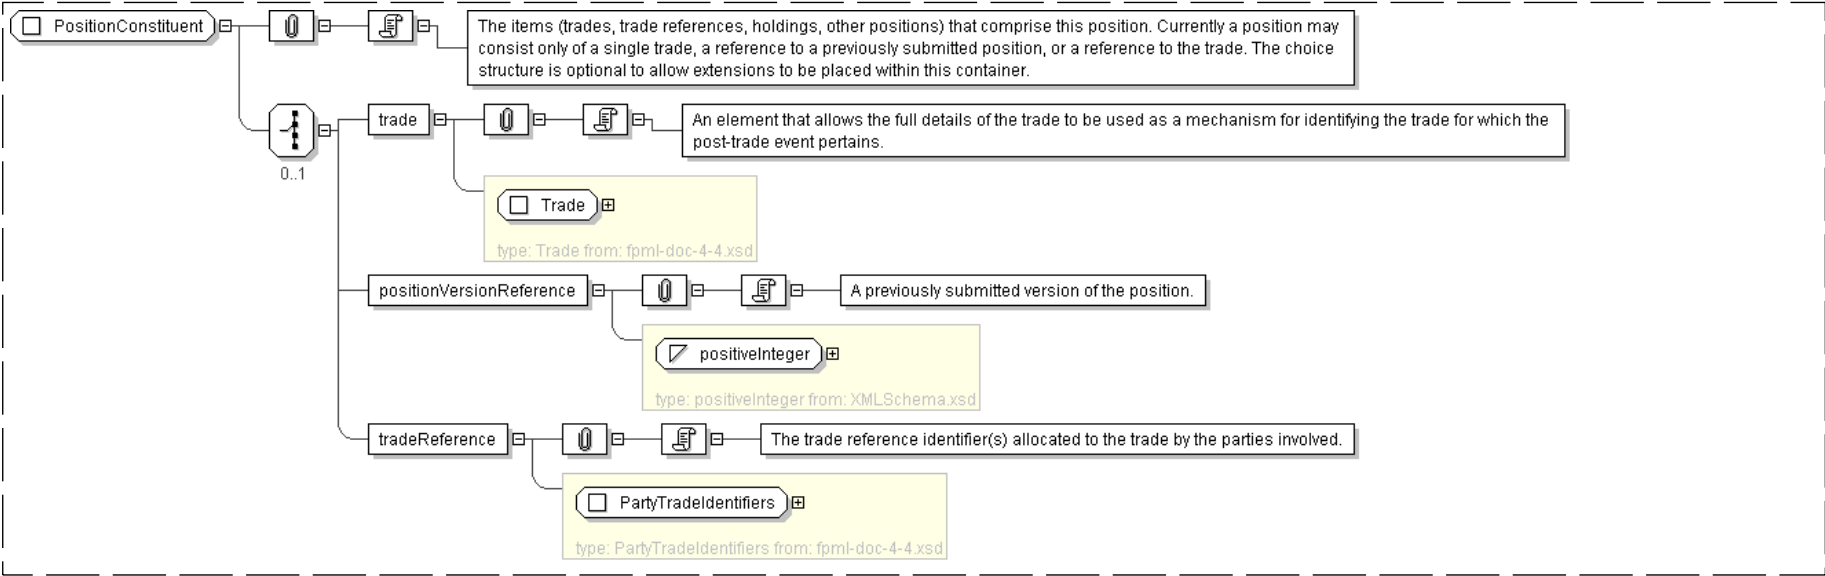 PositionConstituent
The items (trades, trade references, holdings, other positions) that comprise this position. Currently a position may
consist only of a single trade, a reference to a previously submitted position, or a reference to the trade. The choice
structure is optional to allow extensions to be placed within this container.
0..1
trade
An element that allows the full details of the trade to be used as a mechanism for identifying the trade for which the
post-trade event pertains.
Trade
type: Trade from: fpml-doc-4-4.xsd
positionVersionReference
A previously submitted version of the position.
positiveInteger
type: positiveInteger from: XMLSchema.xsd
tradeReference
The trade reference identifier(s) allocated to the trade by the parties involved.
PartyTradeIdentifiers
type: PartyTradeIdentifiers from: fpml-doc-4-4.xsd